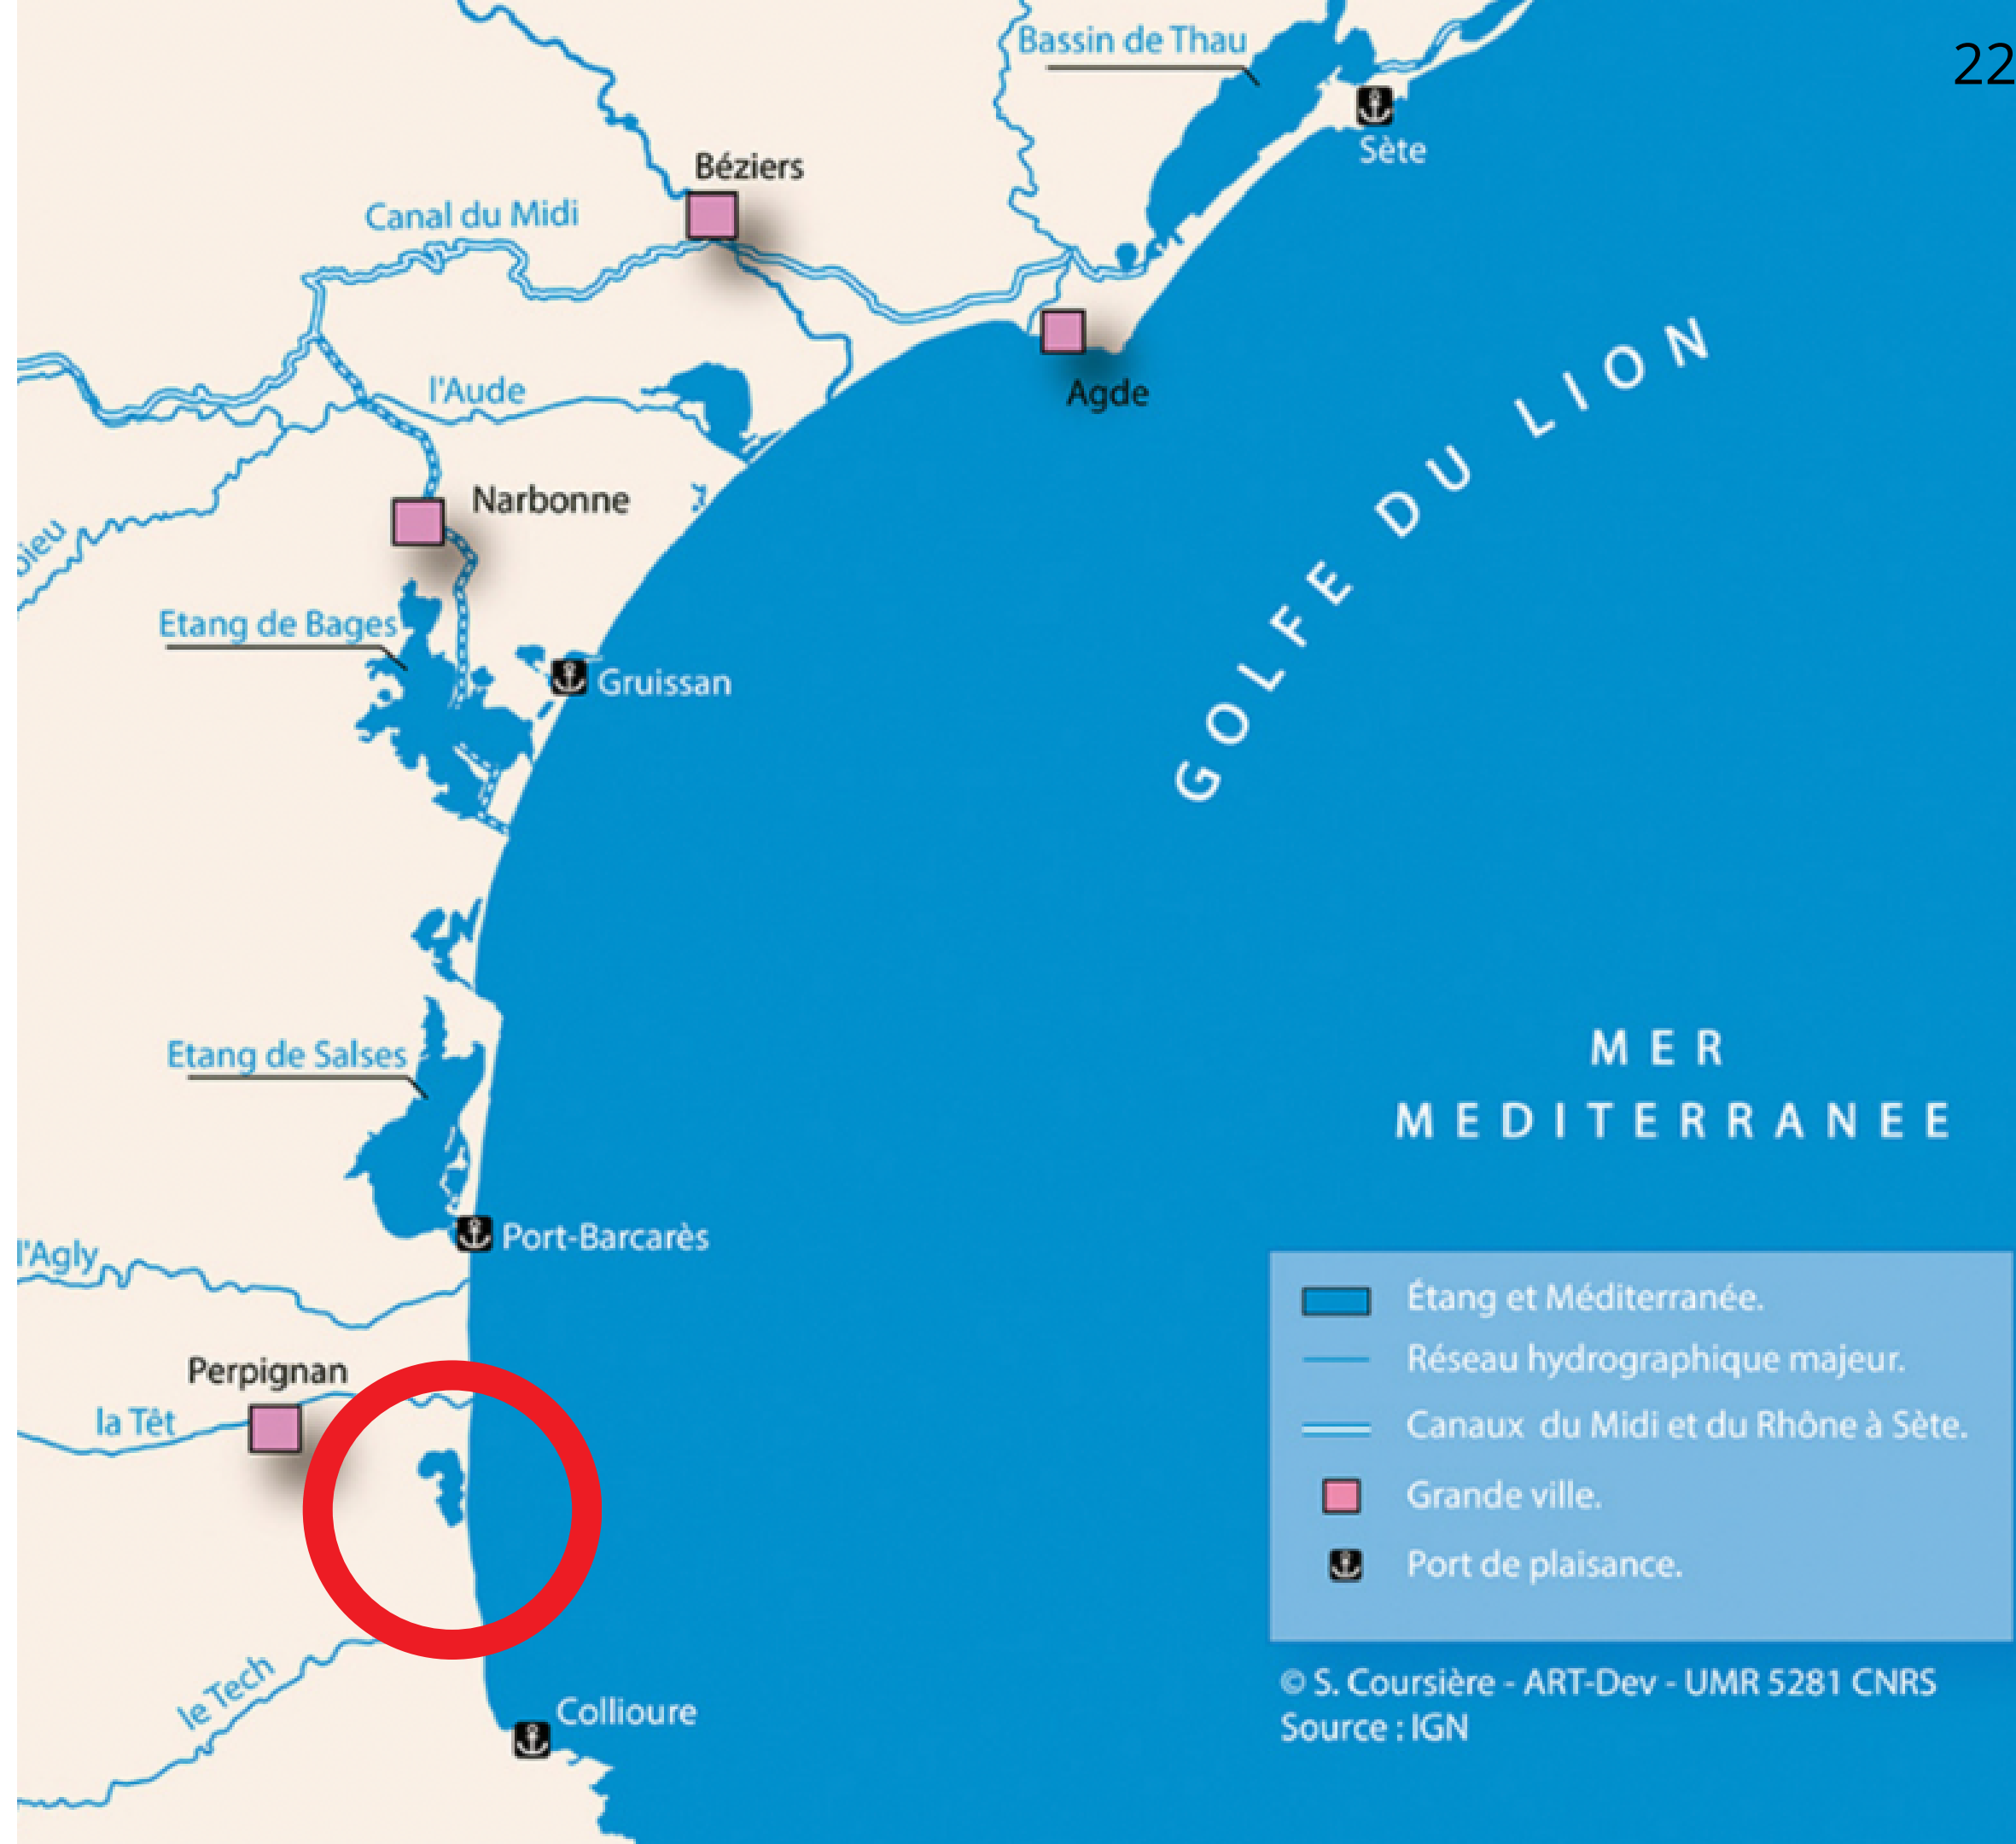 22
Bassin de Thau
Sète
Béziers
Canal du Midi
Agde
l'Aude
Narbonne
GOLFE DU LION
Etang de Bages
Gruissan
Etang de Salses
MER
MEDITERRANEE
Port-Barcarès
l'Agly
Perpignan
la Têt
le Tech
Collioure
Étang et Méditerranée.
Réseau hydrographique majeur.
Canaux du Midi et du Rhône à Sète.
Grande ville.
Port de plaisance.
© S. Coursière - ART-Dev - UMR 5281 CNRS
Source : IGN